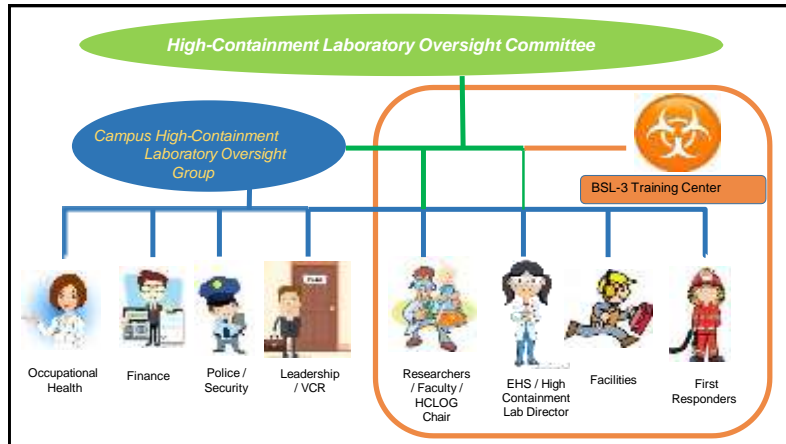 High-Containment Laboratory Oversight Committee
Campus High-Containment
Laboratory Oversight
Group
BSL-3 Training Center
Occupational
Health
Finance
Police /
Security
Leadership
/ VCR
Researchers
/ Faculty /
HCLOG
Chair
EHS / High
Containment
Lab Director
Facilities
First
Responders